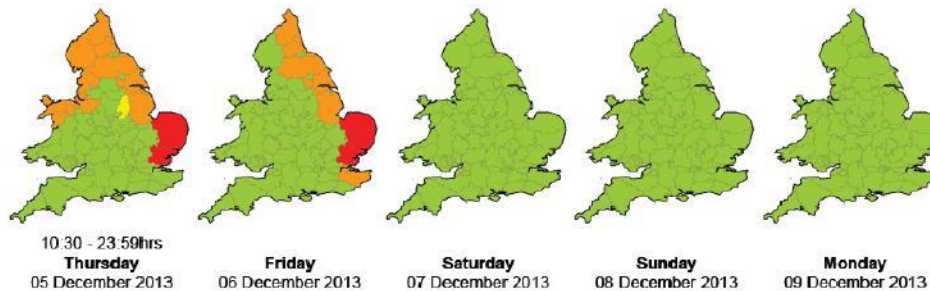 10:30 - 23:59hrs
Thursday
05 December 2013
Friday
06 December 2013
Saturday
07 December 2013
Sunday
08 December 2013
Monday
09 December 2013